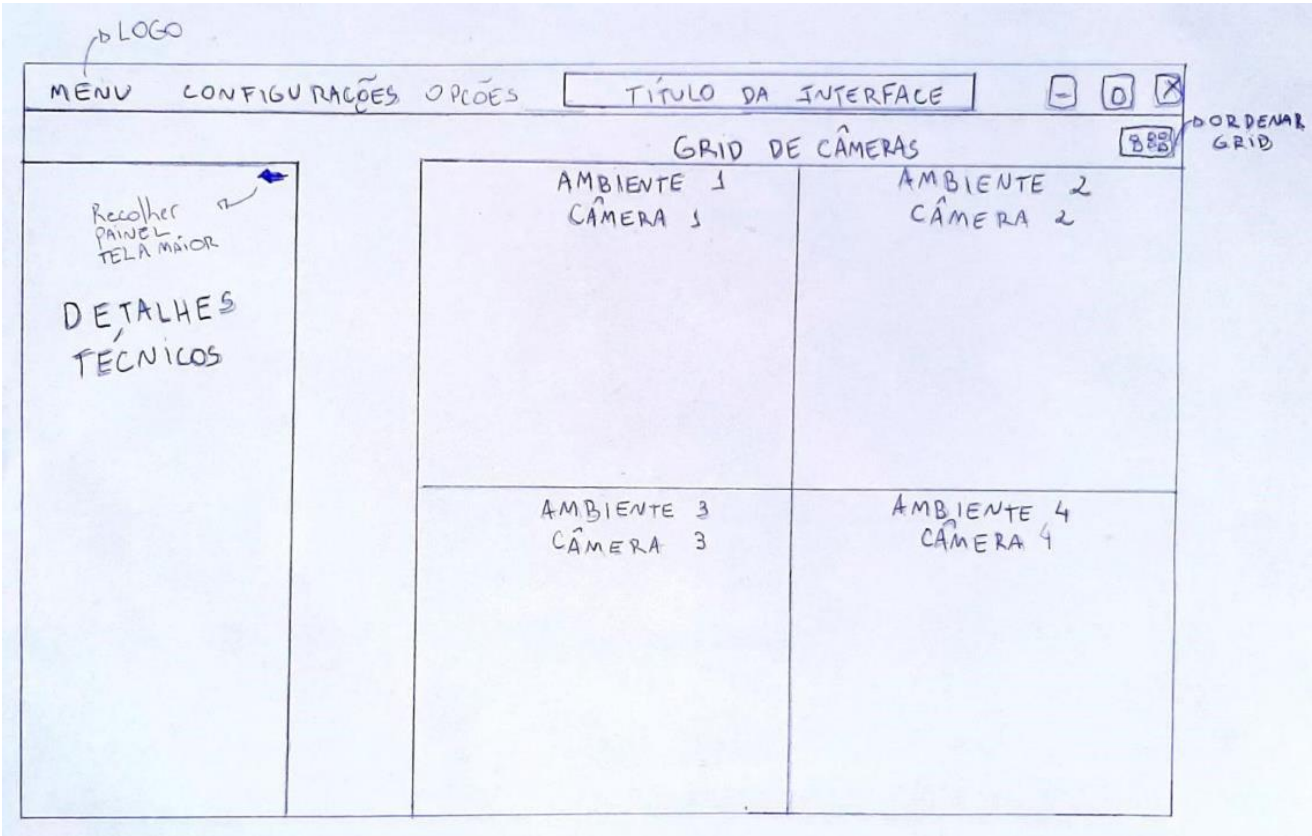 LOGO
MENU CONFIGURAÇÕES OPÇÕES TÍTULO DA INTERFACE - O X
GRID DE CÂMERAS
ORDENAR
GRID
Recolher
PAINEL
TELA MAIOR
DETALHES
TÉCNICOS
AMBIENTE 1
CÂMERA 1
AMBIENTE 2
CÂMERA 2
AMBIENTE 3
CÂMERA 3
AMBIENTE 4
CÂMERA 4